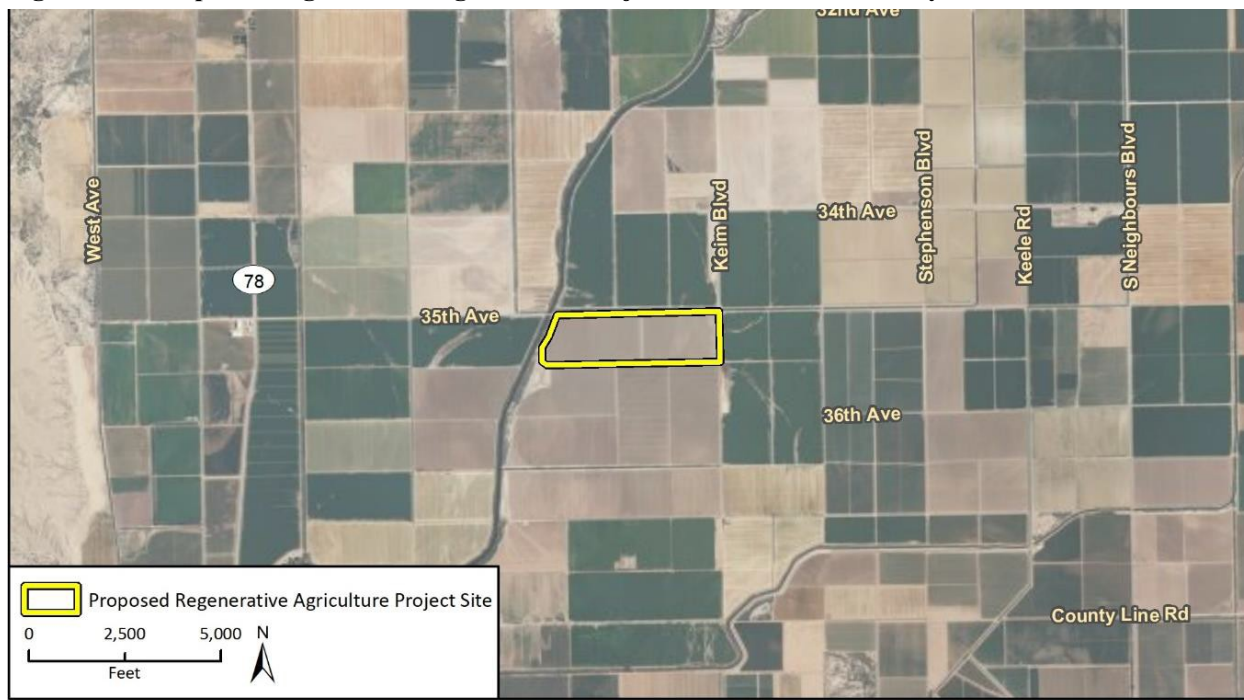 32nd Ave
West Ave
Keim Blvd
34th Ave
Stephenson Blvd
Keele Rd
S Neighbours Blvd
78
35th Ave
36th Ave
County Line Rd
Proposed Regenerative Agriculture Project Site
0 2,500 5,000 N
Feet